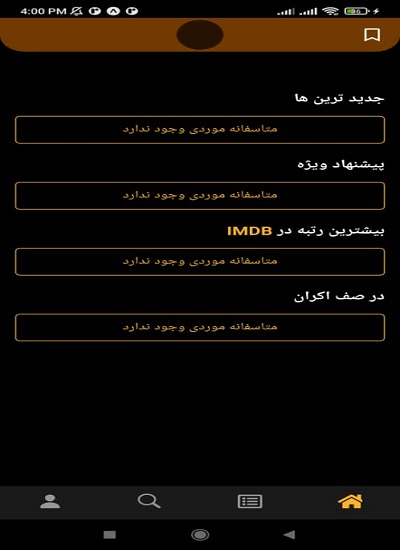 4:00 PM
جدید ترین ها
متاسفانه موردی وجود ندارد
پیشنهاد ویژه
متاسفانه موردی وجود ندارد
بیشترین رتبه در IMDB
متاسفانه موردی وجود ندارد
در صف اکران
متاسفانه موردی وجود ندارد